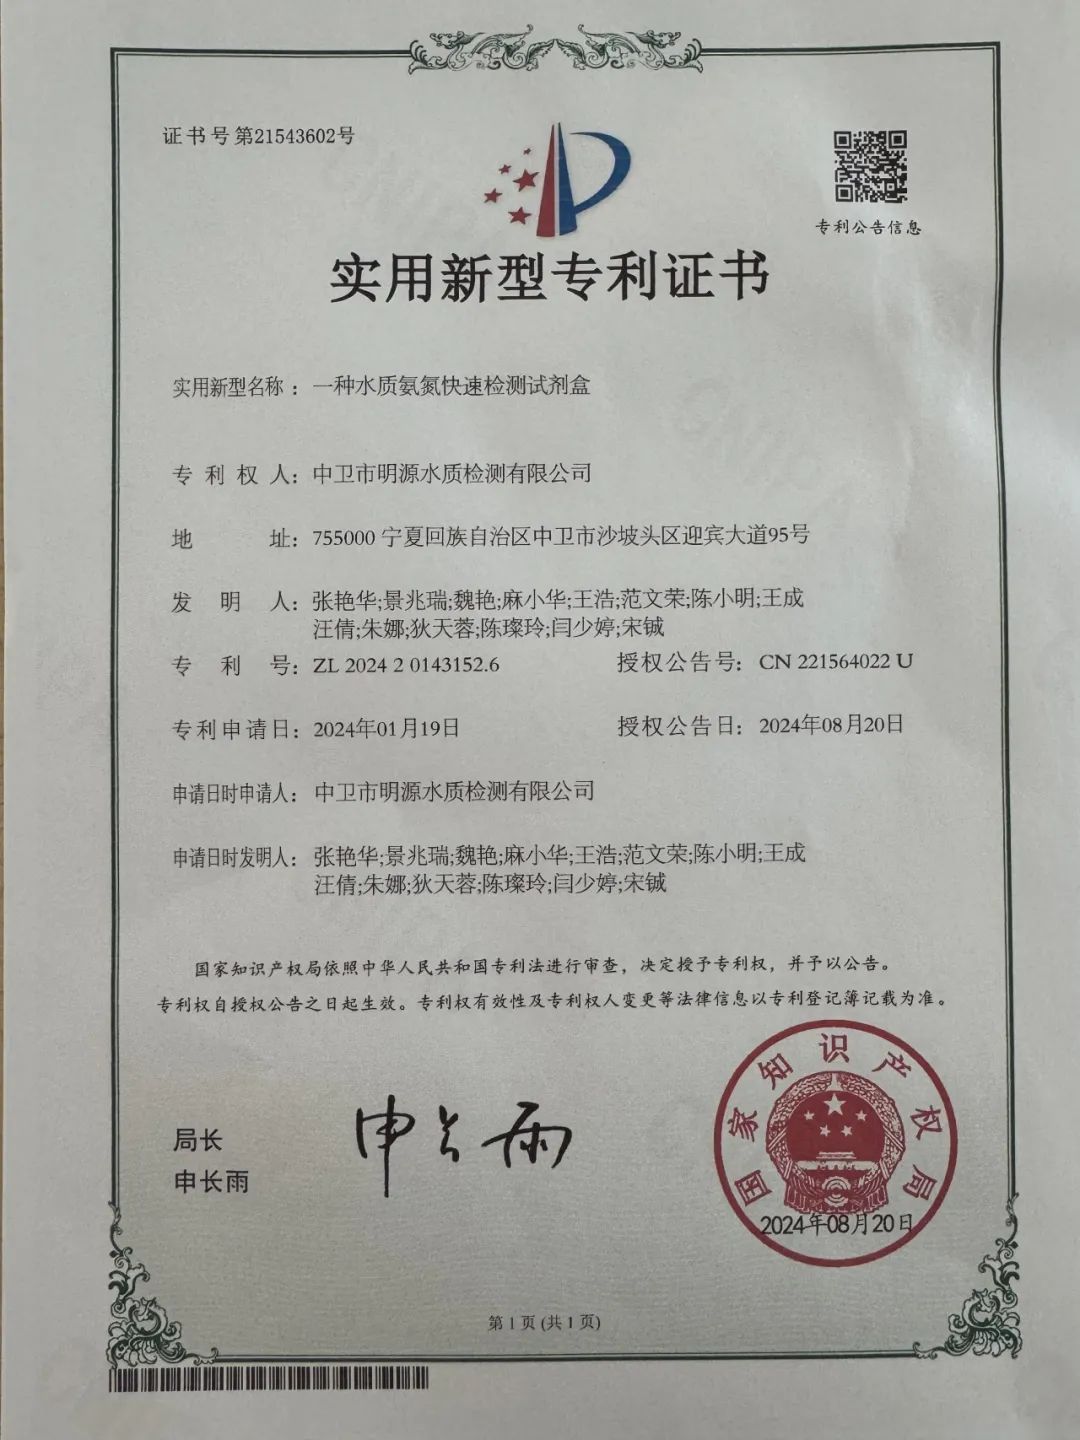 证书号第21543602号
专利公告信息
实用新型专利证书
实用新型名称：一种水质氨氮快速检测试剂盒
专利权人：中卫市明源水质检测有限公司
地址：755000 宁夏回族自治区中卫市沙坡头区迎宾大道95号
发明人：张艳华;景兆瑞;魏艳;麻小华;王浩;范文荣;陈小明;王成
汪倩;朱娜;狄天蓉;陈璨玲;闫少婷;宋铖
专利号：ZL 2024 2 0143152.6 授权公告号：CN 221564022 U
专利申请日：2024年01月19日 授权公告日：2024年08月20日
申请日时申请人：中卫市明源水质检测有限公司
申请日时发明人：张艳华;景兆瑞;魏艳;麻小华;王浩;范文荣;陈小明;王成
汪倩;朱娜;狄天蓉;陈璨玲;闫少婷;宋铖
国家知识产权局依照中华人民共和国专利法进行审查，决定授予专利权，并予以公告。
专利权自授权公告之日起生效。专利权有效性及专利权人变更等法律信息以专利登记簿记载为准。
局长
申长雨
申长雨
国家知识产权局
2024年08月20日
第 1 页 (共 1 页)